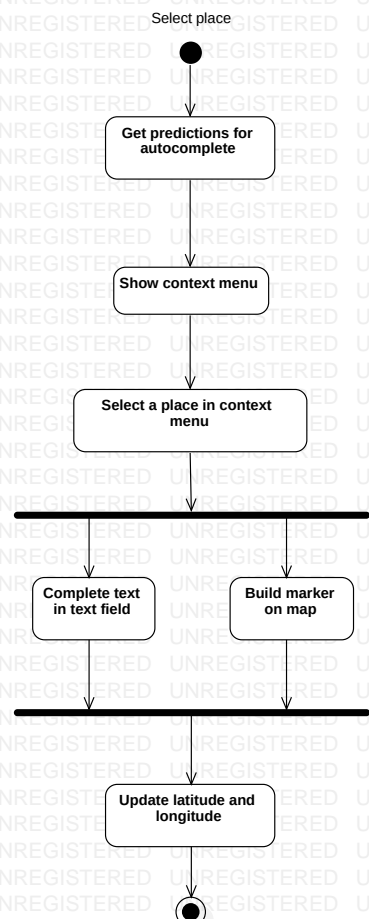 Select place
Get predictions for
autocomplete
Show context menu
Select a place in context
menu
Complete text
in text field
Build marker
on map
Update latitude and
longitude
UNREGISTERED